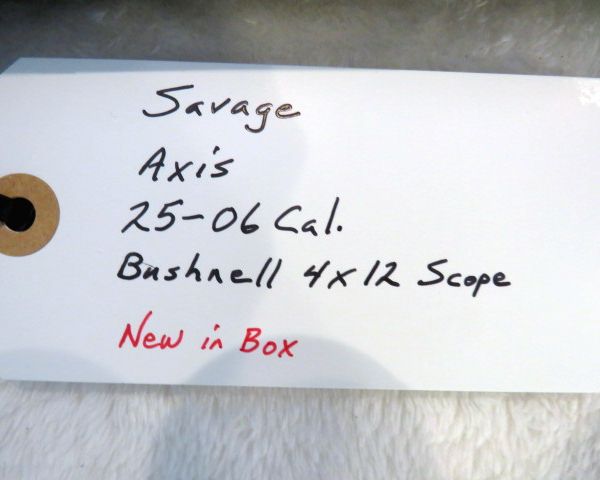 Savage
Axis
25-06 Cal.
Bushnell 4x12 Scope
New in Box